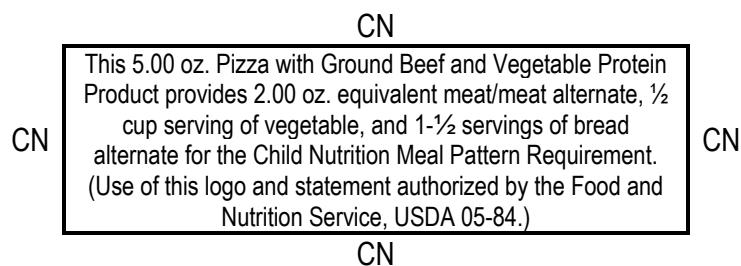 CN
This 5.00 oz. Pizza with Ground Beef and Vegetable Protein
Product provides 2.00 oz. equivalent meat/meat alternate, ½
cup serving of vegetable, and 1-½ servings of bread
CN
CN
alternate for the Child Nutrition Meal Pattern Requirement.
(Use of this logo and statement authorized by the Food and
Nutrition Service, USDA 05-84.)
CN